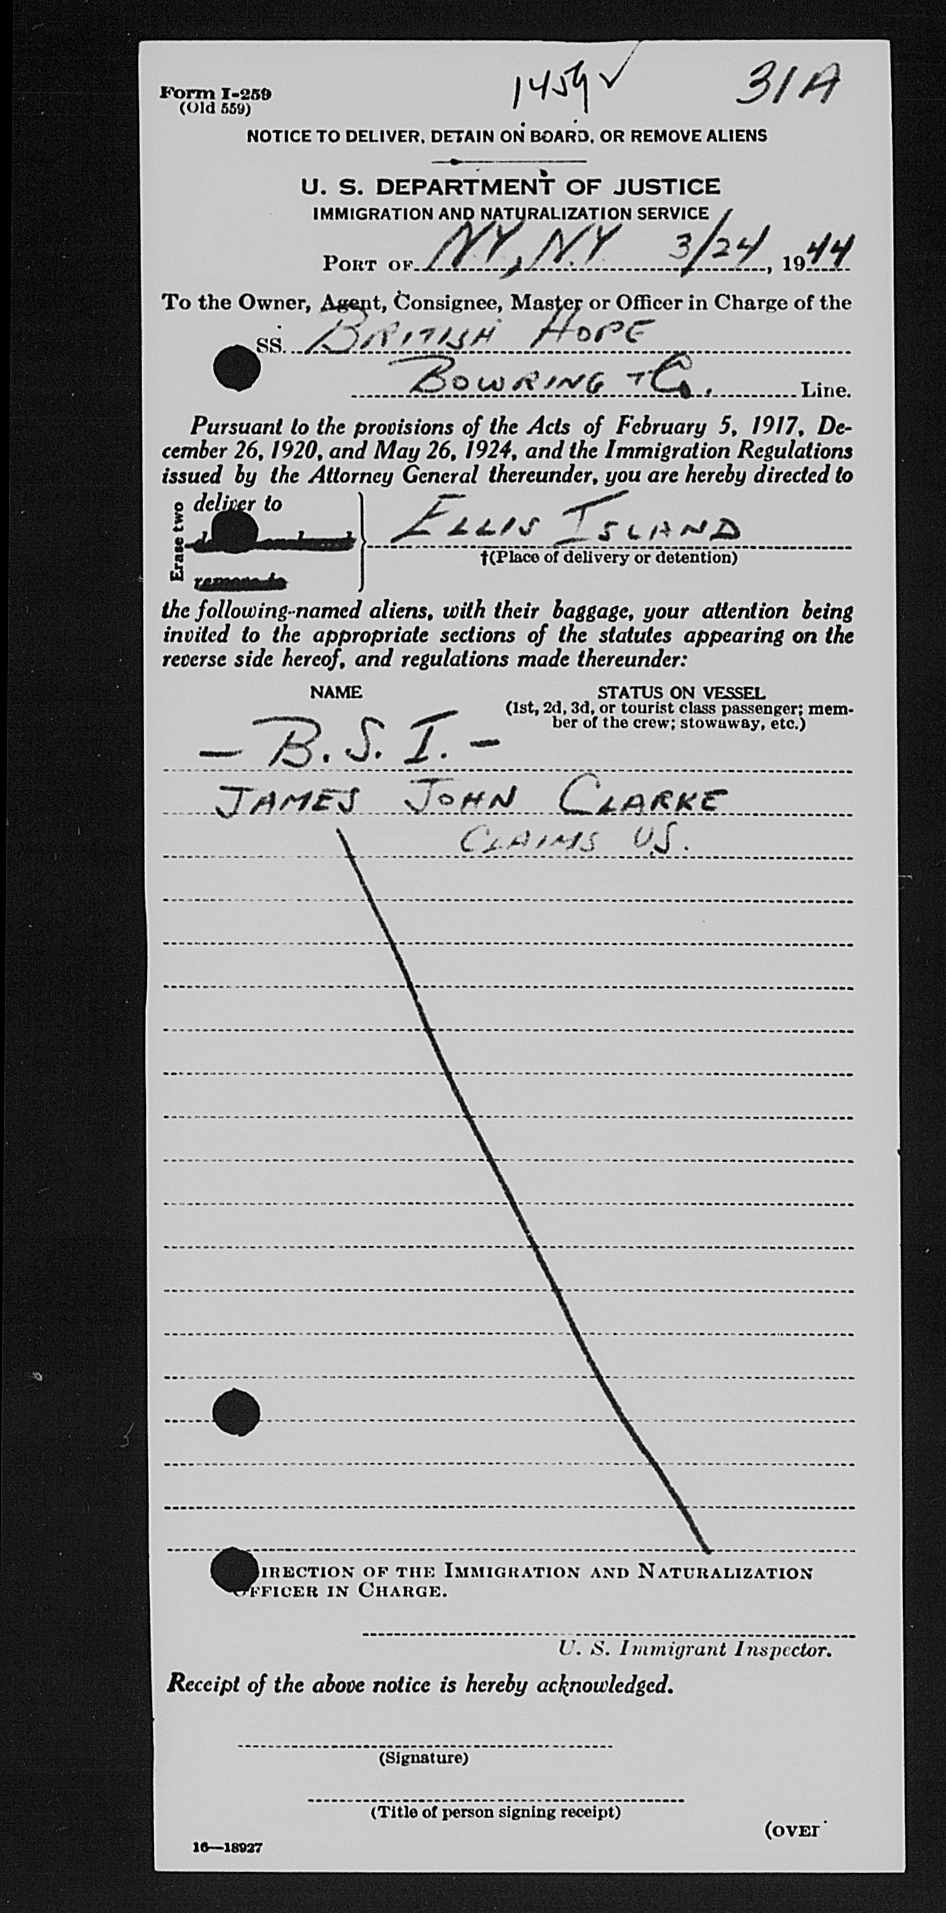 1459✓ 31A
Form I-259
(Old 559)
NOTICE TO DELIVER, DETAIN ON BOARD, OR REMOVE ALIENS
U. S. DEPARTMENT OF JUSTICE
IMMIGRATION AND NATURALIZATION SERVICE
PORT OF NY, N.Y 3/24/, 1944
To the Owner, Agent, Consignee, Master or Officer in Charge of the
SS. BRITISH HOPE
BOWRING + Co. Line.
Pursuant to the provisions of the Acts of February 5, 1917, De-
cember 26, 1920, and May 26, 1924, and the Immigration Regulations
issued by the Attorney General thereunder, you are hereby directed to
Erase two
deliver to
ELLIS ISLAND
†(Place of delivery or detention)
remove to
the following-named aliens, with their baggage, your attention being
invited to the appropriate sections of the statutes appearing on the
reverse side hereof, and regulations made thereunder:
NAME STATUS ON VESSEL
(1st, 2d, 3d, or tourist class passenger; mem-
ber of the crew; stowaway, etc.)
- B.S.I. -
JAMES JOHN CLARKE
CLAIMS U.S.
IRECTION OF THE IMMIGRATION AND NATURALIZATION
OFFICER IN CHARGE.
U. S. Immigrant Inspector.
Receipt of the above notice is hereby acknowledged.
(Signature)
(Title of person signing receipt)
(OVER
16—18927